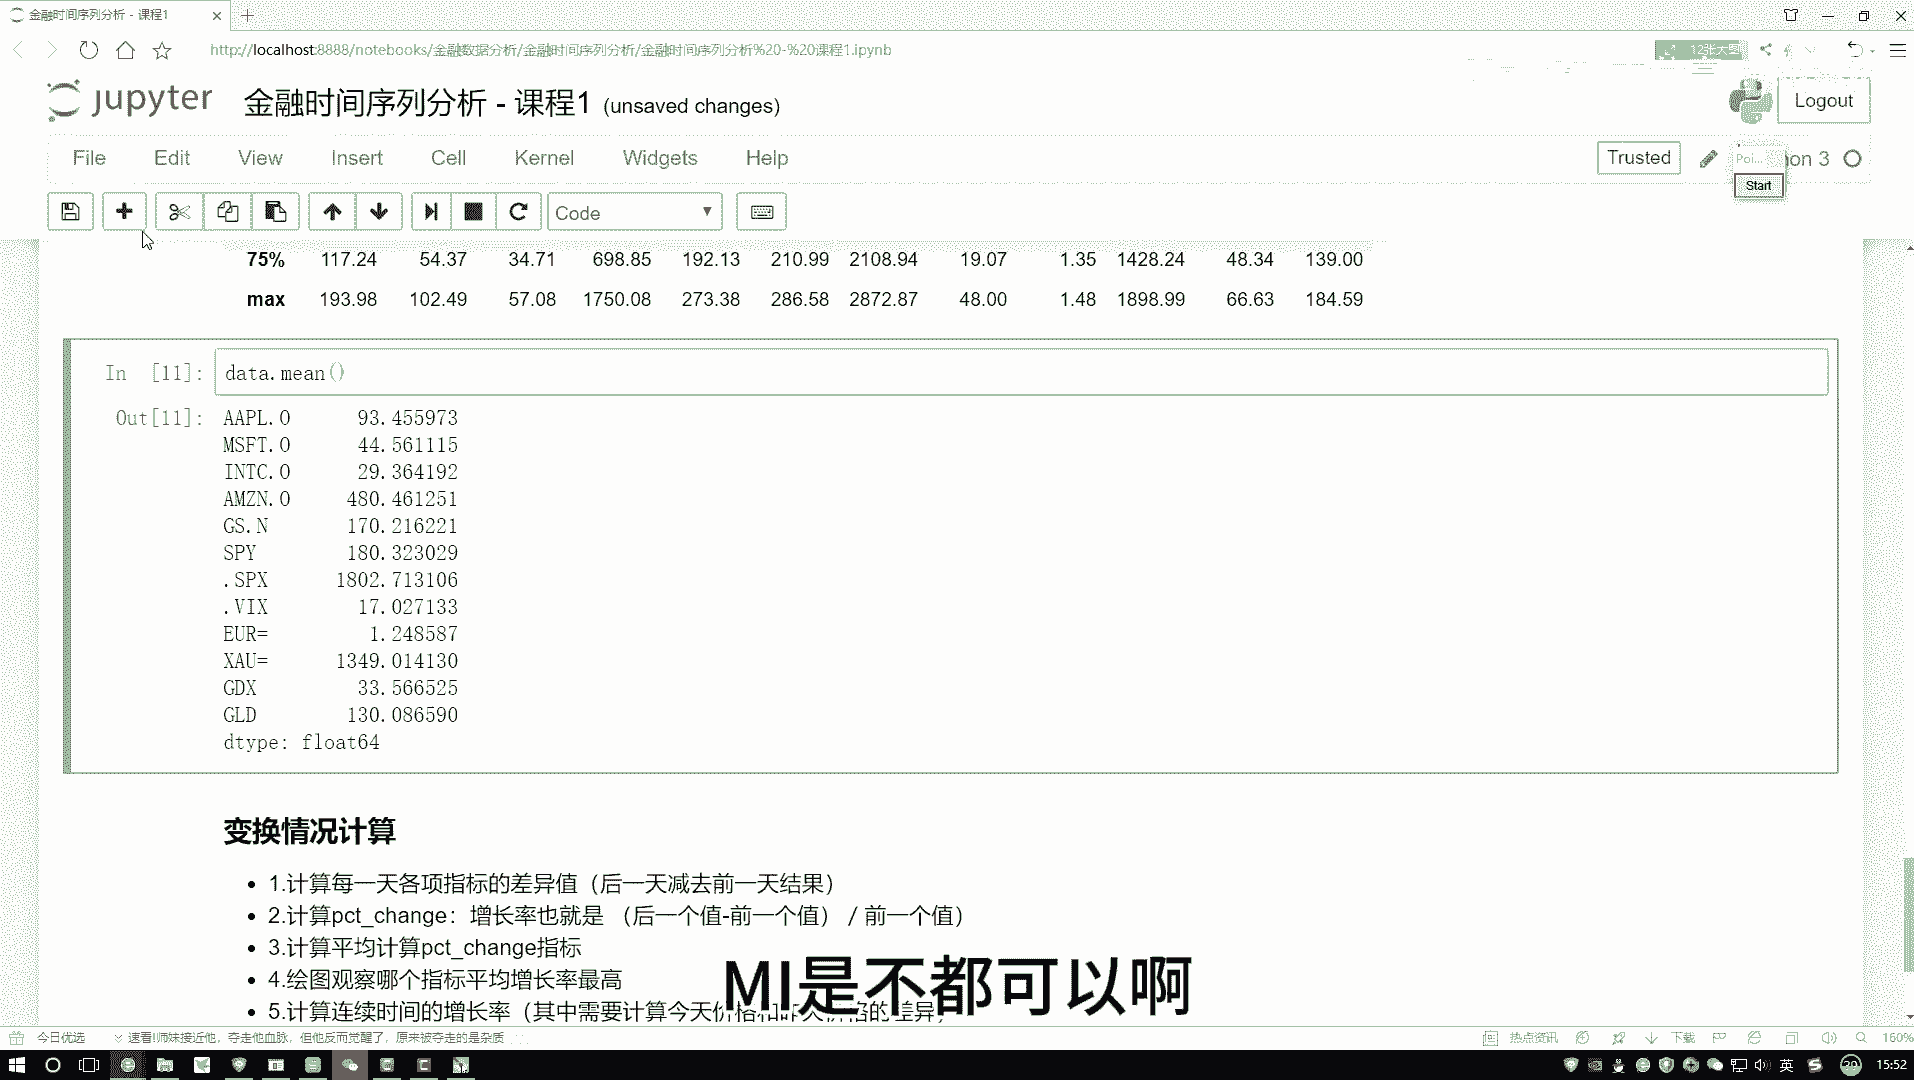 金融时间序列分析 - 课程1
http://localhost:8888/notebooks/金融数据分析/金融时间序列分析/金融时间序列分析%20-%20课程1.ipynb
12张大图
jupyter 金融时间序列分析 - 课程1 (unsaved changes)
Logout
File Edit View Insert Cell Kernel Widgets Help
Trusted
Poi... on 3
Start
Code
75% 117.24 54.37 34.71 698.85 192.13 210.99 2108.94 19.07 1.35 1428.24 48.34 139.00
max 193.98 102.49 57.08 1750.08 273.38 286.58 2872.87 48.00 1.48 1898.99 66.63 184.59
In [11]: data.mean()
Out[11]: AAPL.O 93.455973
MSFT.O 44.561115
INTC.O 29.364192
AMZN.O 480.461251
GS.N 170.216221
SPY 180.323029
.SPX 1802.713106
.VIX 17.027133
EUR= 1.248587
XAU= 1349.014130
GDX 33.566525
GLD 130.086590
dtype: float64
变换情况计算
1.计算每一天各项指标的差异值（后一天减去前一天结果）
2.计算pct_change：增长率也就是 （后一个值-前一个值） / 前一个值）
3.计算平均计算pct_change指标
4.绘图观察哪个指标平均增长率最高
5.计算连续时间的增长率（其中需要计算今天价格和昨天价格的差异）
MI是不都可以啊
今日优选 速看!师妹接近他，夺走他血脉，但他反而觉醒了，原来被夺走的是杂质
热点资讯 下载 160%
英 20 15:52